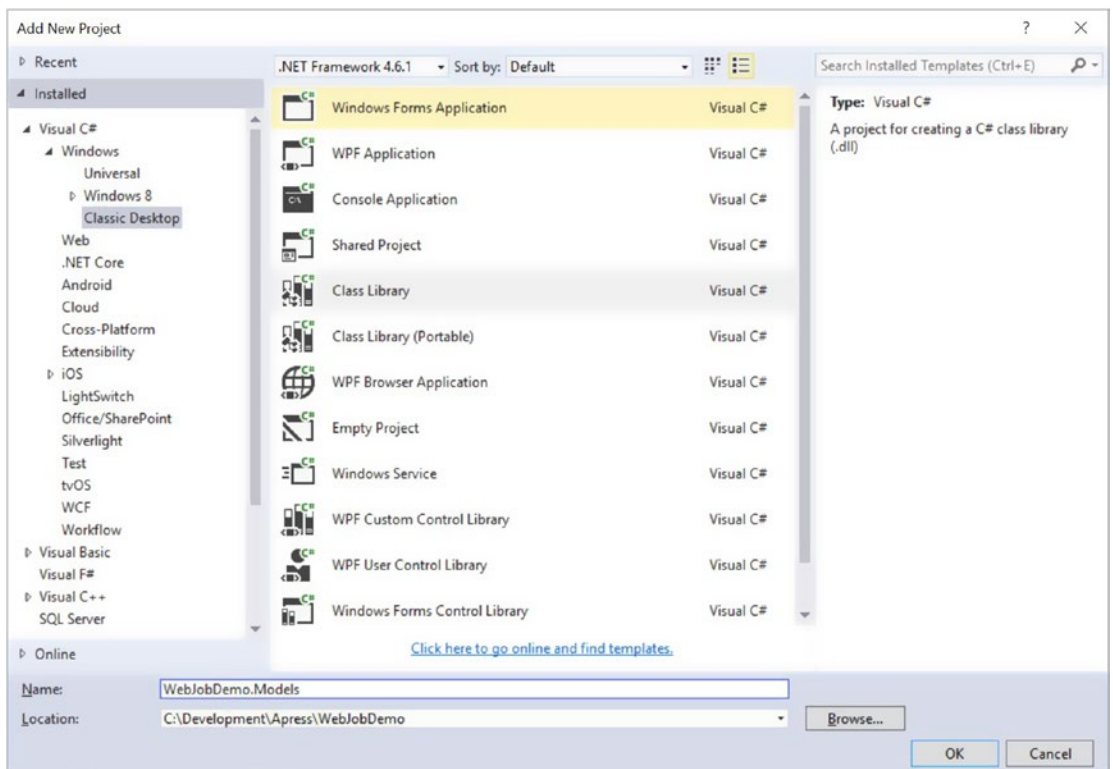 Add New Project
?
Recent
Installed
Visual C#
Windows
Universal
Windows 8
Classic Desktop
Web
.NET Core
Android
Cloud
Cross-Platform
Extensibility
iOS
LightSwitch
Office/SharePoint
Silverlight
Test
tvOS
WCF
Workflow
Visual Basic
Visual F#
Visual C++
SQL Server
Online
.NET Framework 4.6.1 Sort by: Default
Windows Forms Application Visual C#
WPF Application Visual C#
Console Application Visual C#
Shared Project Visual C#
Class Library Visual C#
Class Library (Portable) Visual C#
WPF Browser Application Visual C#
Empty Project Visual C#
Windows Service Visual C#
WPF Custom Control Library Visual C#
WPF User Control Library Visual C#
Windows Forms Control Library Visual C#
Click here to go online and find templates.
Search Installed Templates (Ctrl+E)
Type: Visual C#
A project for creating a C# class library
(.dll)
Name: WebJobDemo.Models
Location: C:\Development\Apress\WebJobDemo Browse...
OK Cancel